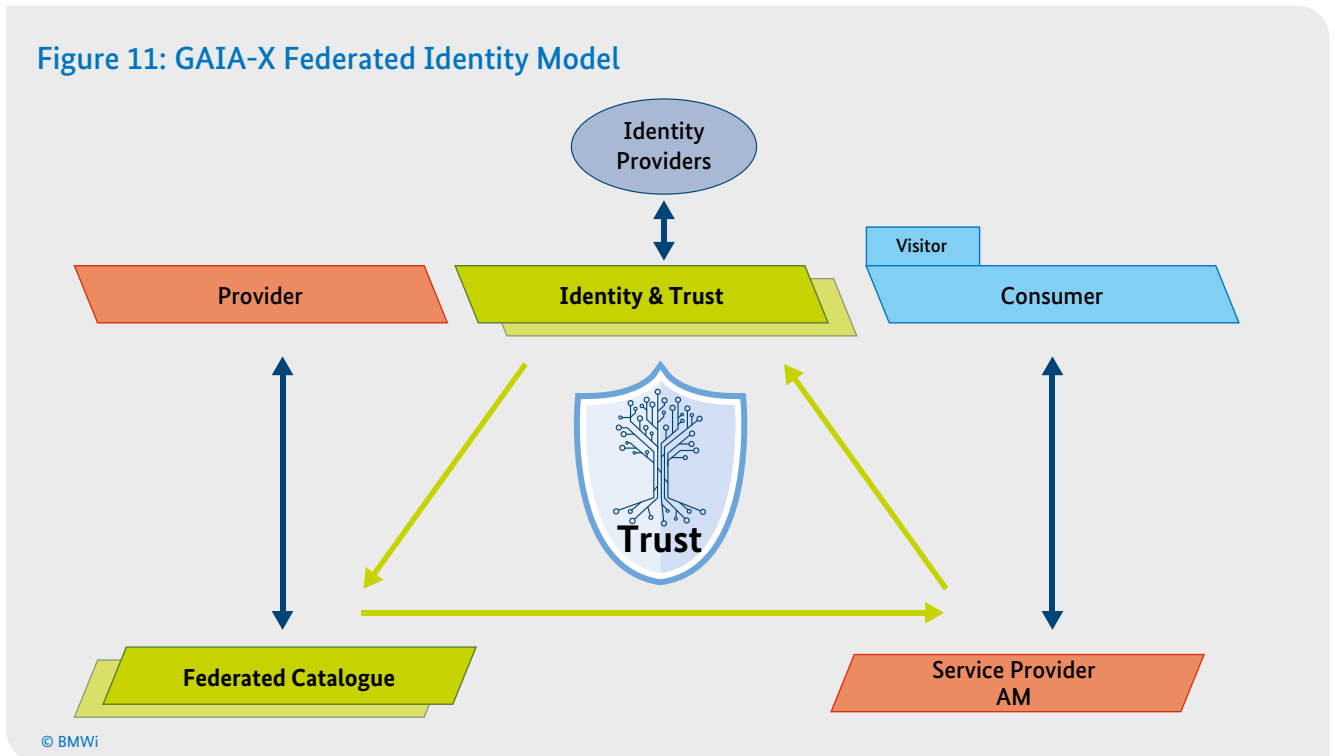 Figure 11: GAIA-X Federated Identity Model
Identity
Providers
Visitor
Provider
Identity & Trust
Consumer
Trust
Federated Catalogue
Service Provider
AM
© BMWi